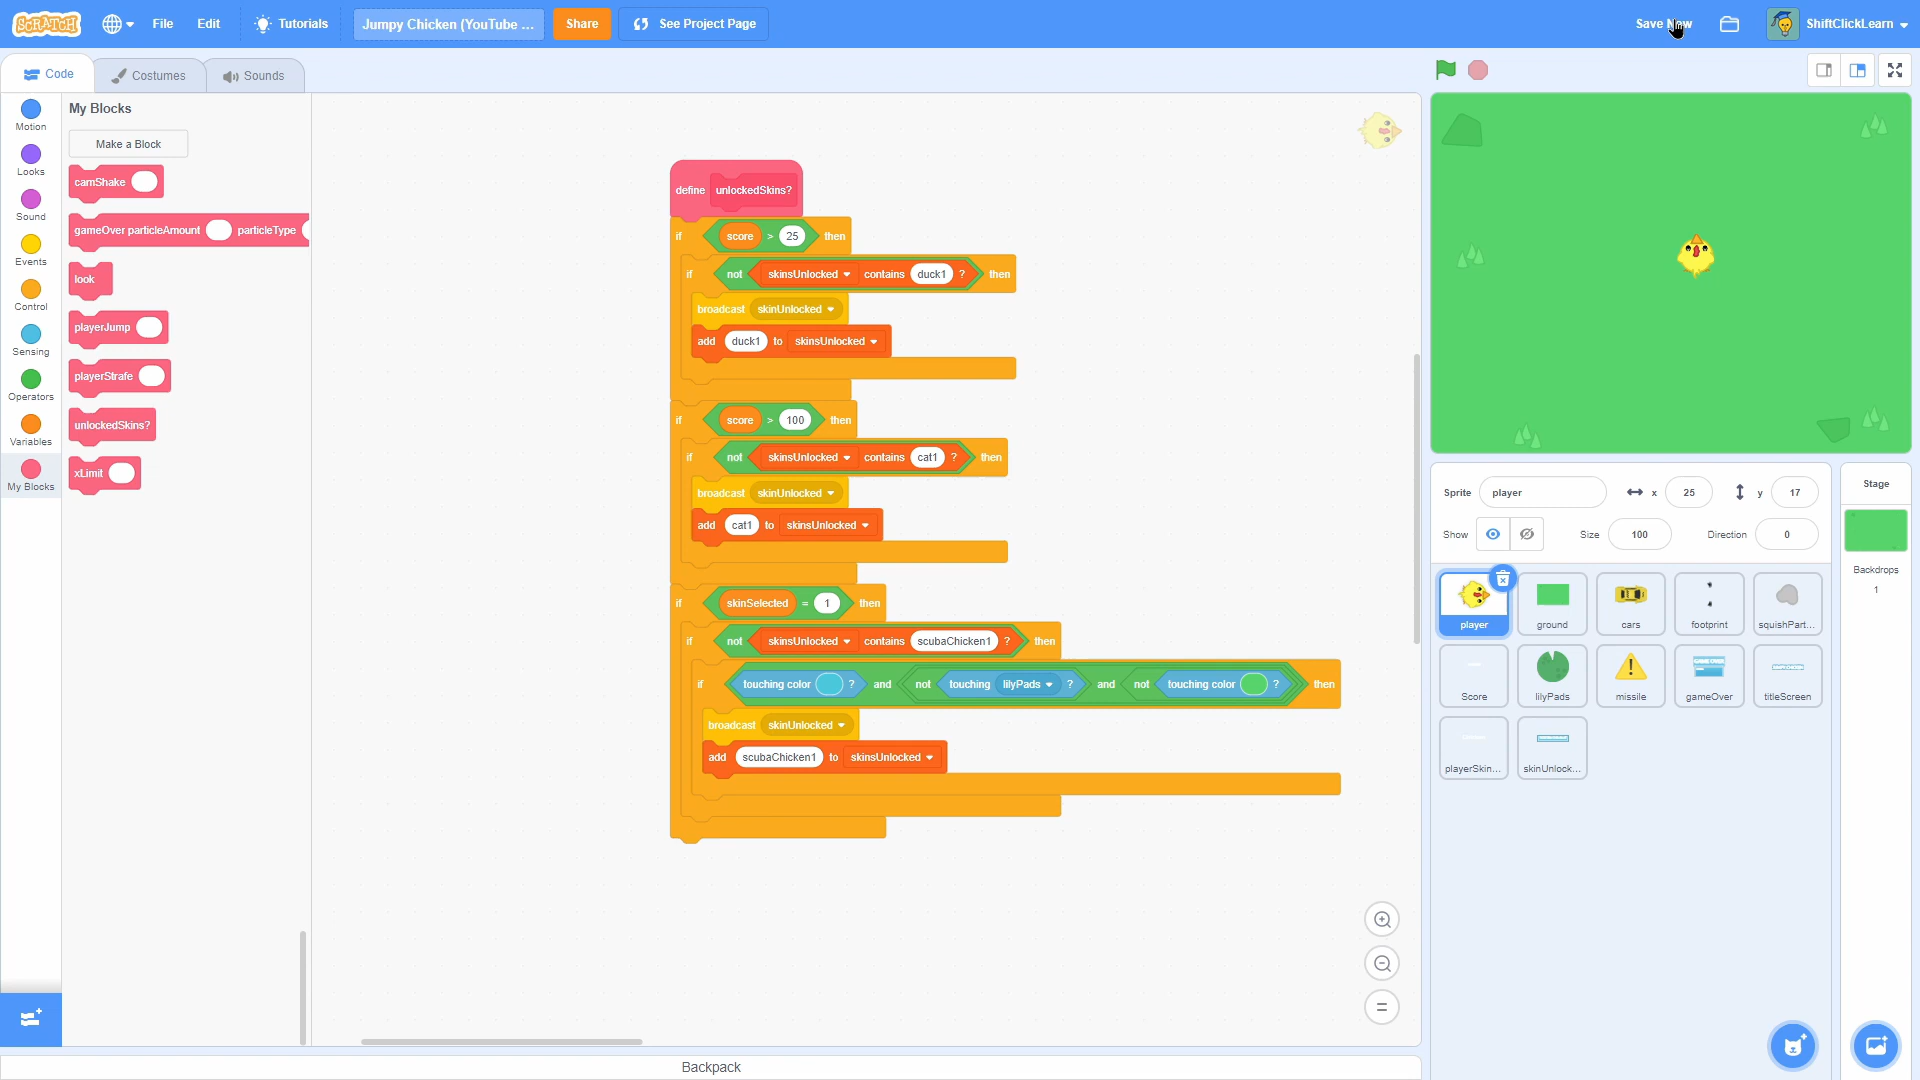 SCRATCH
File
Edit
Tutorials
Jumpy Chicken (YouTube ...
Share
See Project Page
Save Now
ShiftClickLearn
Code
Costumes
Sounds
Motion
Looks
Sound
Events
Control
Sensing
Operators
Variables
My Blocks
My Blocks
Make a Block
camShake
gameOver particleAmount particleType
look
playerJump
playerStrafe
unlockedSkins?
xLimit
define unlockedSkins?
if score > 25 then
if not skinsUnlocked contains duck1 ? then
broadcast skinUnlocked
add duck1 to skinsUnlocked
if score > 100 then
if not skinsUnlocked contains cat1 ? then
broadcast skinUnlocked
add cat1 to skinsUnlocked
if skinSelected = 1 then
if not skinsUnlocked contains scubaChicken1 ? then
if touching color ? and not touching lilyPads ? and not touching color ? then
broadcast skinUnlocked
add scubaChicken1 to skinsUnlocked
Backpack
Sprite player x 25 y 17
Show Size 100 Direction 0
player
ground
cars
footprint
squishPart...
Score
lilyPads
missile
gameOver
titleScreen
playerSkin...
skinUnlock...
Stage
Backdrops
1